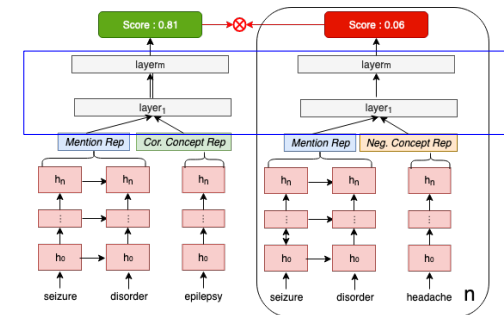 Score : 0.81
Score : 0.06
layerm
layerm
layer1
layer1
Mention Rep
Cor. Concept Rep
Mention Rep
Neg. Concept Rep
hn
hn
hn
hn
hn
hn
⋮
⋮
⋮
⋮
⋮
⋮
h0
h0
h0
h0
h0
h0
seizure
disorder
epilepsy
seizure
disorder
headache
n